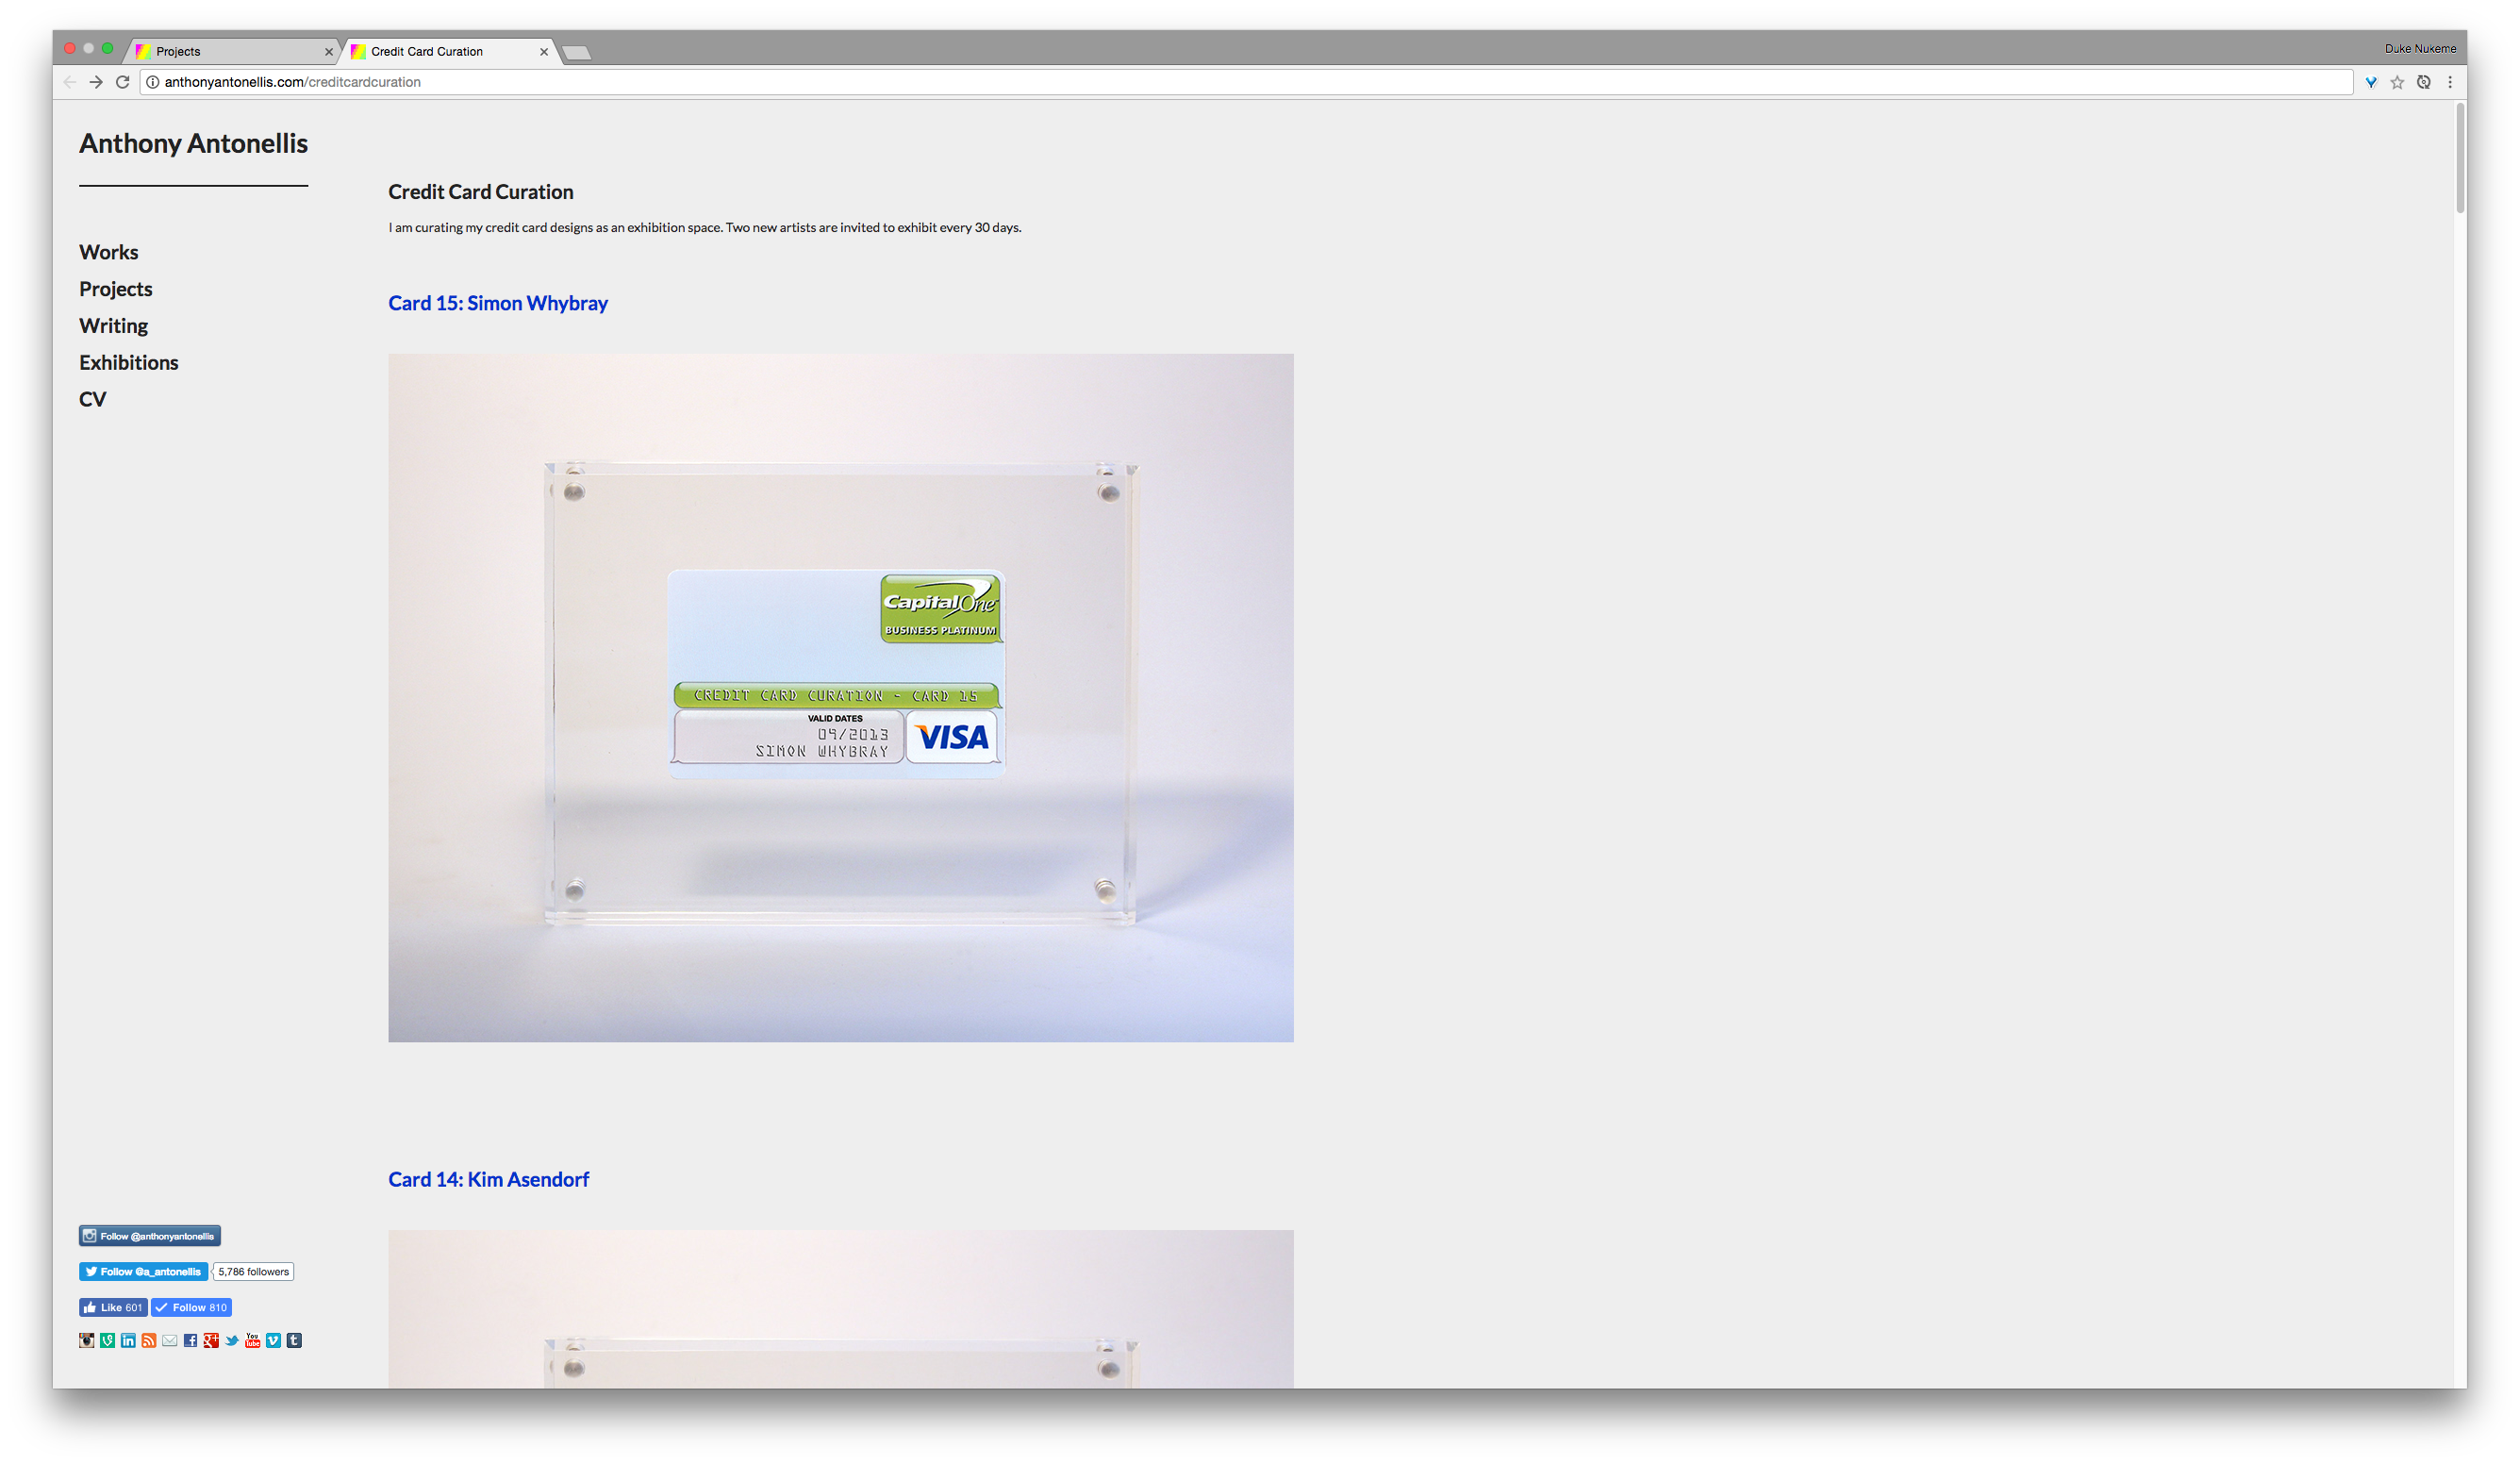 Projects
Credit Card Curation
Duke Nukeme
anthonyantonellis.com/creditcardcuration
Anthony Antonellis
Works
Projects
Writing
Exhibitions
CV
Credit Card Curation
I am curating my credit card designs as an exhibition space. Two new artists are invited to exhibit every 30 days.
Card 15: Simon Whybray
CapitalOne
BUSINESS PLATINUM
CREDIT CARD CURATION - CARD 15
VALID DATES
09/2013
SIMON WHYBRAY
VISA
Card 14: Kim Asendorf
Follow @anthonyantonellis
Follow @a_antonellis 5,786 followers
Like 601 Follow 810
You Tube